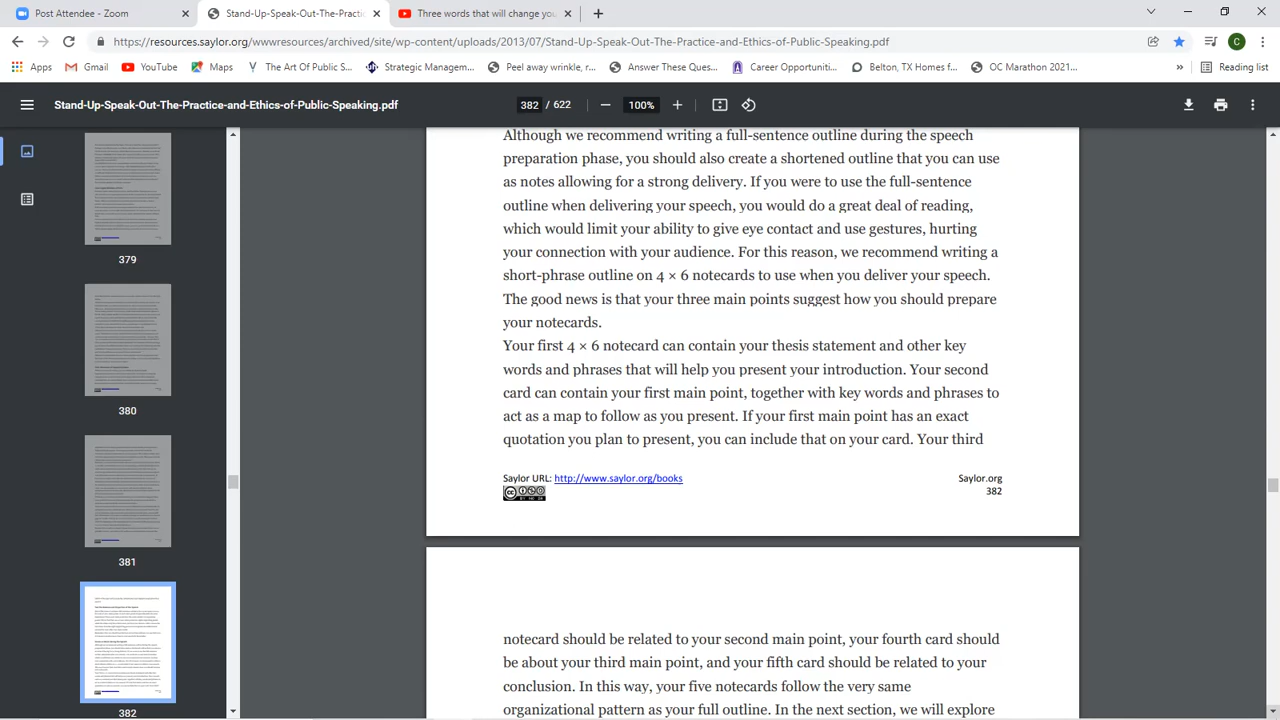 Post Attendee - Zoom
Stand-Up-Speak-Out-The-Practi
Three words that will change you
https://resources.saylor.org/wwwresources/archived/site/wp-content/uploads/2013/07/Stand-Up-Speak-Out-The-Practice-and-Ethics-of-Public-Speaking.pdf
C
Apps
Gmail
YouTube
Maps
The Art Of Public S...
Strategic Managem...
Peel away wrinkle, r...
Answer These Ques...
Career Opportuniti...
Belton, TX Homes f...
OC Marathon 2021...
»
Reading list
Stand-Up-Speak-Out-The-Practice-and-Ethics-of-Public-Speaking.pdf
382 / 622
100%
379
380
381
382
Although we recommend writing a full-sentence outline during the speech
preparation phase, you should also create a shortened outline that you can use
as notes allowing for a strong delivery. If you were to use the full-sentence
outline when delivering your speech, you would do a great deal of reading,
which would limit your ability to give eye contact and use gestures, hurting
your connection with your audience. For this reason, we recommend writing a
short-phrase outline on 4 × 6 notecards to use when you deliver your speech.
The good news is that your three main points suggest how you should prepare
your notecards.
Your first 4 × 6 notecard can contain your thesis statement and other key
words and phrases that will help you present your introduction. Your second
card can contain your first main point, together with key words and phrases to
act as a map to follow as you present. If your first main point has an exact
quotation you plan to present, you can include that on your card. Your third
Saylor URL: http://www.saylor.org/books
Saylor.org
382
notecard should be related to your second main point, your fourth card should
be about your third main point, and your fifth card should be related to your
conclusion. In this way, your five notecards follow the very same
organizational pattern as your full outline. In the next section, we will explore